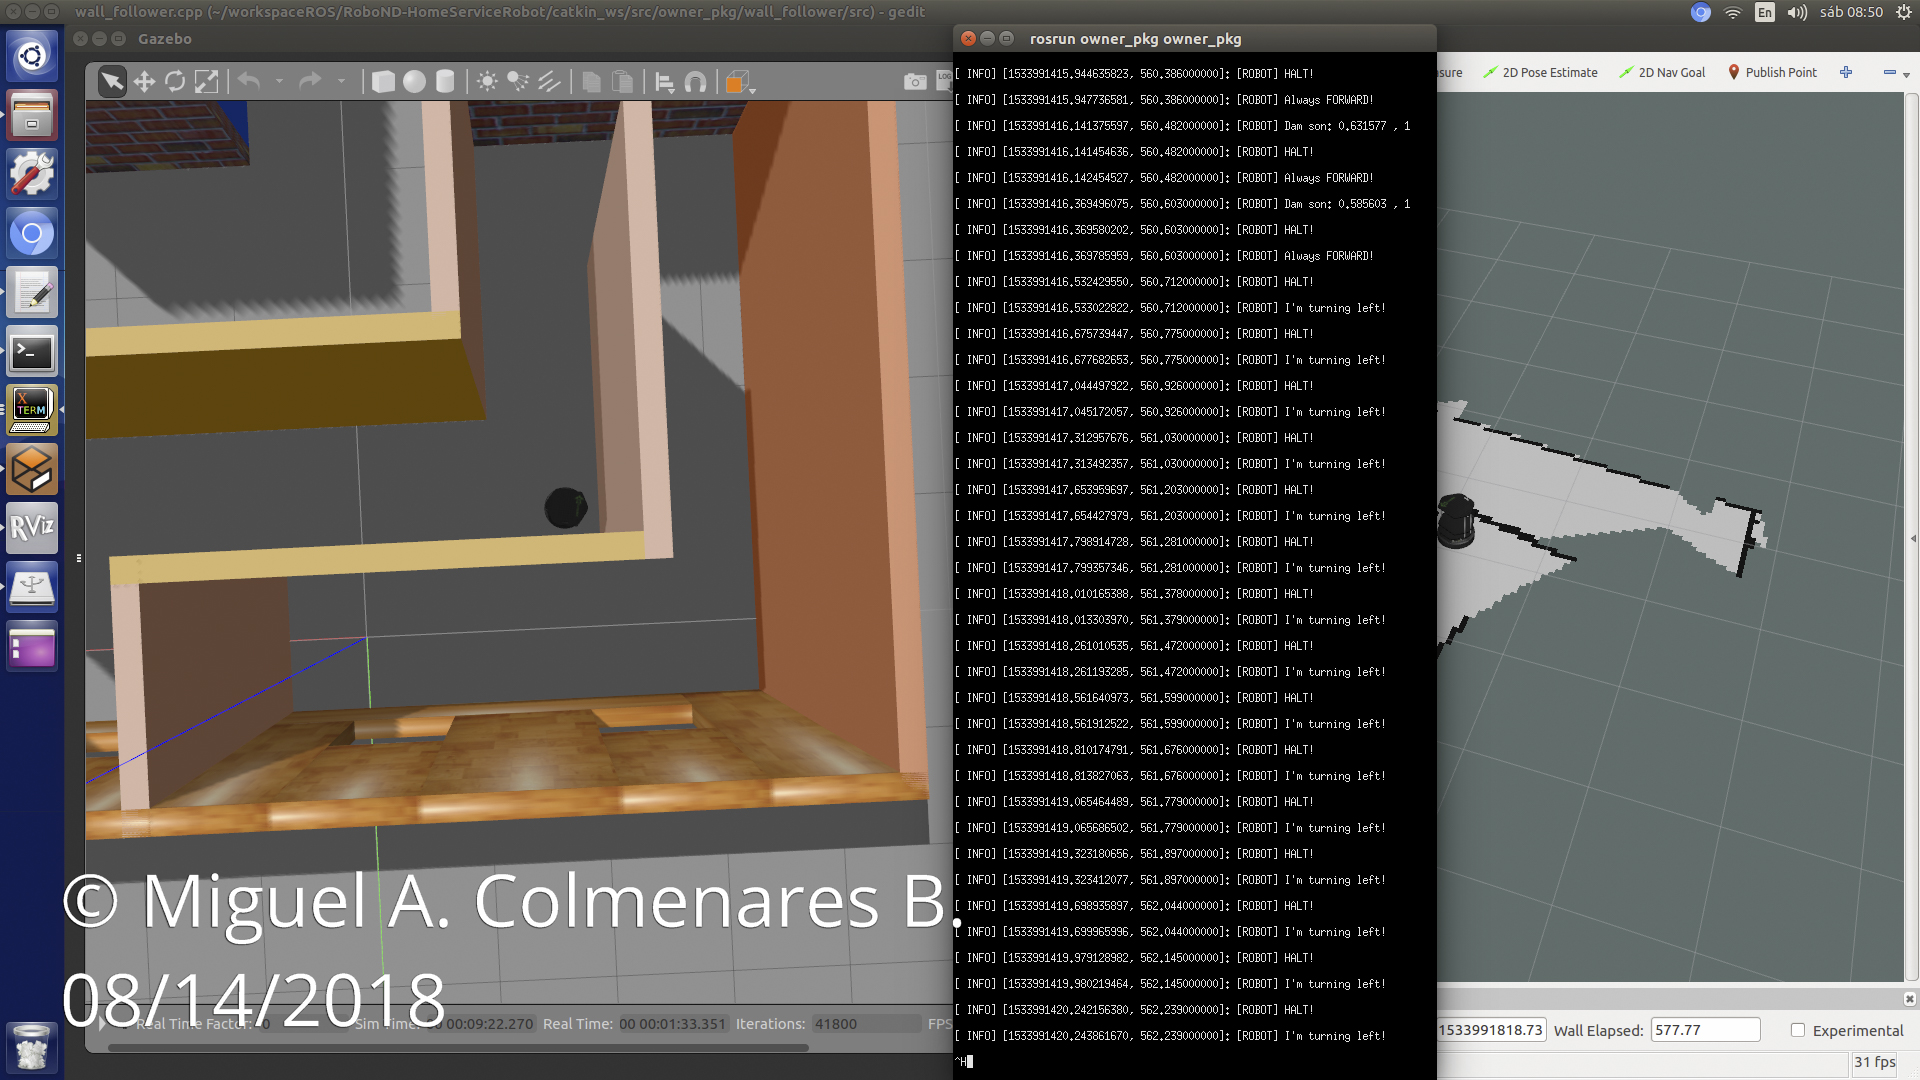 wall_follower.cpp (~/workspaceROS/RoboND-HomeServiceRobot/catkin_ws/src/owner_pkg/wall_follower/src) - gedit
En
sáb 08:50
Gazebo
rosrun owner_pkg owner_pkg
LOG
asure
2D Pose Estimate
2D Nav Goal
Publish Point
[ INFO] [1533991415.944635823, 560.386000000]: [ROBOT] HALT!
[ INFO] [1533991415.947736581, 560.386000000]: [ROBOT] Always FORWARD!
[ INFO] [1533991416.141375597, 560.482000000]: [ROBOT] Dam son: 0.631577 , 1
[ INFO] [1533991416.141454636, 560.482000000]: [ROBOT] HALT!
[ INFO] [1533991416.142454527, 560.482000000]: [ROBOT] Always FORWARD!
[ INFO] [1533991416.369496075, 560.603000000]: [ROBOT] Dam son: 0.585603 , 1
[ INFO] [1533991416.369580202, 560.603000000]: [ROBOT] HALT!
[ INFO] [1533991416.369785959, 560.603000000]: [ROBOT] Always FORWARD!
[ INFO] [1533991416.532429550, 560.712000000]: [ROBOT] HALT!
[ INFO] [1533991416.533022822, 560.712000000]: [ROBOT] I'm turning left!
[ INFO] [1533991416.675739447, 560.775000000]: [ROBOT] HALT!
[ INFO] [1533991416.677682653, 560.775000000]: [ROBOT] I'm turning left!
[ INFO] [1533991417.044497922, 560.926000000]: [ROBOT] HALT!
[ INFO] [1533991417.045172057, 560.926000000]: [ROBOT] I'm turning left!
[ INFO] [1533991417.312957676, 561.030000000]: [ROBOT] HALT!
[ INFO] [1533991417.313492357, 561.030000000]: [ROBOT] I'm turning left!
[ INFO] [1533991417.653959697, 561.203000000]: [ROBOT] HALT!
[ INFO] [1533991417.654427979, 561.203000000]: [ROBOT] I'm turning left!
[ INFO] [1533991417.798914728, 561.281000000]: [ROBOT] HALT!
[ INFO] [1533991417.799357346, 561.281000000]: [ROBOT] I'm turning left!
[ INFO] [1533991418.010165388, 561.378000000]: [ROBOT] HALT!
[ INFO] [1533991418.013303970, 561.379000000]: [ROBOT] I'm turning left!
[ INFO] [1533991418.261010535, 561.472000000]: [ROBOT] HALT!
[ INFO] [1533991418.261193285, 561.472000000]: [ROBOT] I'm turning left!
[ INFO] [1533991418.561640973, 561.599000000]: [ROBOT] HALT!
[ INFO] [1533991418.561912522, 561.599000000]: [ROBOT] I'm turning left!
[ INFO] [1533991418.810174791, 561.676000000]: [ROBOT] HALT!
[ INFO] [1533991418.813827063, 561.676000000]: [ROBOT] I'm turning left!
[ INFO] [1533991419.065464489, 561.779000000]: [ROBOT] HALT!
[ INFO] [1533991419.065686502, 561.779000000]: [ROBOT] I'm turning left!
[ INFO] [1533991419.323180656, 561.897000000]: [ROBOT] HALT!
[ INFO] [1533991419.323412077, 561.897000000]: [ROBOT] I'm turning left!
[ INFO] [1533991419.698935897, 562.044000000]: [ROBOT] HALT!
[ INFO] [1533991419.699965996, 562.044000000]: [ROBOT] I'm turning left!
[ INFO] [1533991419.979128982, 562.145000000]: [ROBOT] HALT!
[ INFO] [1533991419.980219464, 562.145000000]: [ROBOT] I'm turning left!
[ INFO] [1533991420.242156380, 562.239000000]: [ROBOT] HALT!
[ INFO] [1533991420.243861670, 562.239000000]: [ROBOT] I'm turning left!
^H
X
TERM
RViz
© Miguel A. Colmenares B.
08/14/2018
Real Time Factor:
Sim Time:
00 00:09:22.270
Real Time:
00 00:01:33.351
Iterations:
41800
FPS
1533991818.73
Wall Elapsed:
577.77
Experimental
31 fps